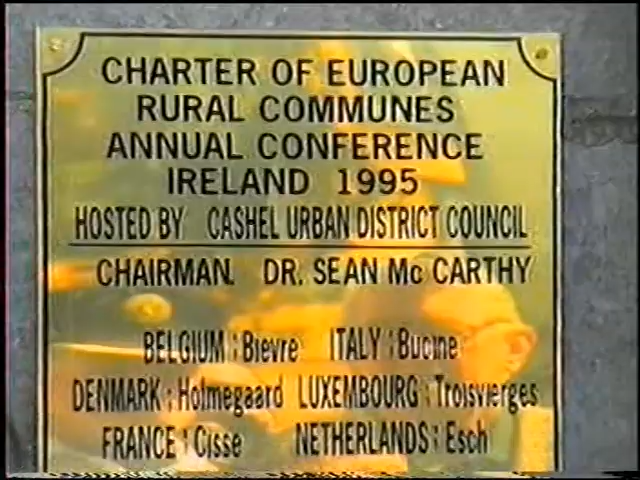 CHARTER OF EUROPEAN
RURAL COMMUNES
ANNUAL CONFERENCE
IRELAND 1995
HOSTED BY CASHEL URBAN DISTRICT COUNCIL
CHAIRMAN. DR. SEAN Mc CARTHY
BELGIUM : Bievre ITALY : Bucine
DENMARK : Holmegaard LUXEMBOURG : Troisvierges
FRANCE : Cisse NETHERLANDS : Esch